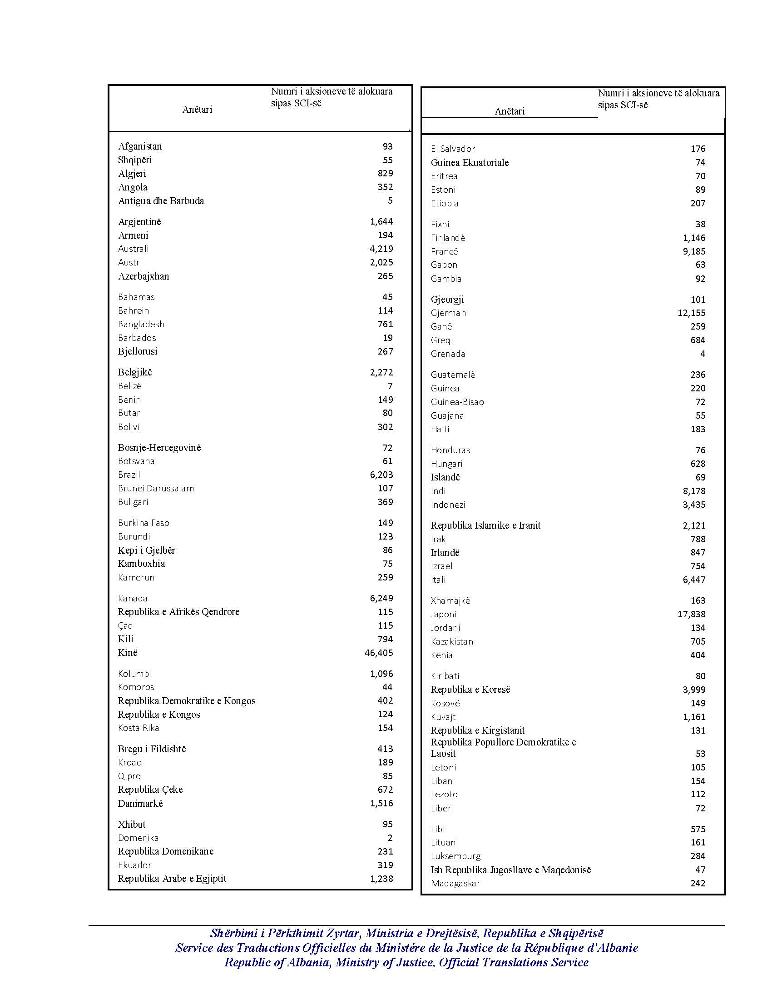 Anëtari
Numri i aksioneve të alokuara
sipas SCI-së
Afganistan 93
Shqipëri 55
Algjeri 829
Angola 352
Antigua dhe Barbuda 5
Argjentinë 1,644
Armeni 194
Australi 4,219
Austri 2,025
Azerbajxhan 265
Bahamas 45
Bahrein 114
Bangladesh 761
Barbados 19
Bjellorusi 267
Belgjikë 2,272
Belizë 7
Benin 149
Butan 80
Bolivi 302
Bosnje-Hercegovinë 72
Botsvana 61
Brazil 6,203
Brunei Darussalam 107
Bullgari 369
Burkina Faso 149
Burundi 123
Kepi i Gjelbër 86
Kamboxhia 75
Kamerun 259
Kanada 6,249
Republika e Afrikës Qendrore 115
Çad 115
Kili 794
Kinë 46,405
Kolumbi 1,096
Komoros 44
Republika Demokratike e Kongos 402
Republika e Kongos 124
Kosta Rika 154
Bregu i Fildishtë 413
Kroaci 189
Qipro 85
Republika Çeke 672
Danimarkë 1,516
Xhibut 95
Domenika 2
Republika Domenikane 231
Ekuador 319
Republika Arabe e Egjiptit 1,238
Anëtari
Numri i aksioneve të alokuara
sipas SCI-së
El Salvador 176
Guinea Ekuatoriale 74
Eritrea 70
Estoni 89
Etiopia 207
Fixhi 38
Finlandë 1,146
Francë 9,185
Gabon 63
Gambia 92
Gjeorgji 101
Gjermani 12,155
Ganë 259
Greqi 684
Grenada 4
Guatemalë 236
Guinea 220
Guinea-Bisao 72
Guajana 55
Haiti 183
Honduras 76
Hungari 628
Islandë 69
Indi 8,178
Indonezi 3,435
Republika Islamike e Iranit 2,121
Irak 788
Irlandë 847
Izrael 754
Itali 6,447
Xhamajkë 163
Japoni 17,838
Jordani 134
Kazakistan 705
Kenia 404
Kiribati 80
Republika e Koresë 3,999
Kosovë 149
Kuvajt 1,161
Republika e Kirgistanit 131
Republika Popullore Demokratike e
Laosit 53
Letoni 105
Liban 154
Lezoto 112
Liberi 72
Libi 575
Lituani 161
Luksemburg 284
Ish Republika Jugosllave e Maqedonisë 47
Madagaskar 242
Shërbimi i Përkthimit Zyrtar, Ministria e Drejtësisë, Republika e Shqipërisë
Service des Traductions Officielles du Ministére de la Justice de la République d’Albanie
Republic of Albania, Ministry of Justice, Official Translations Service